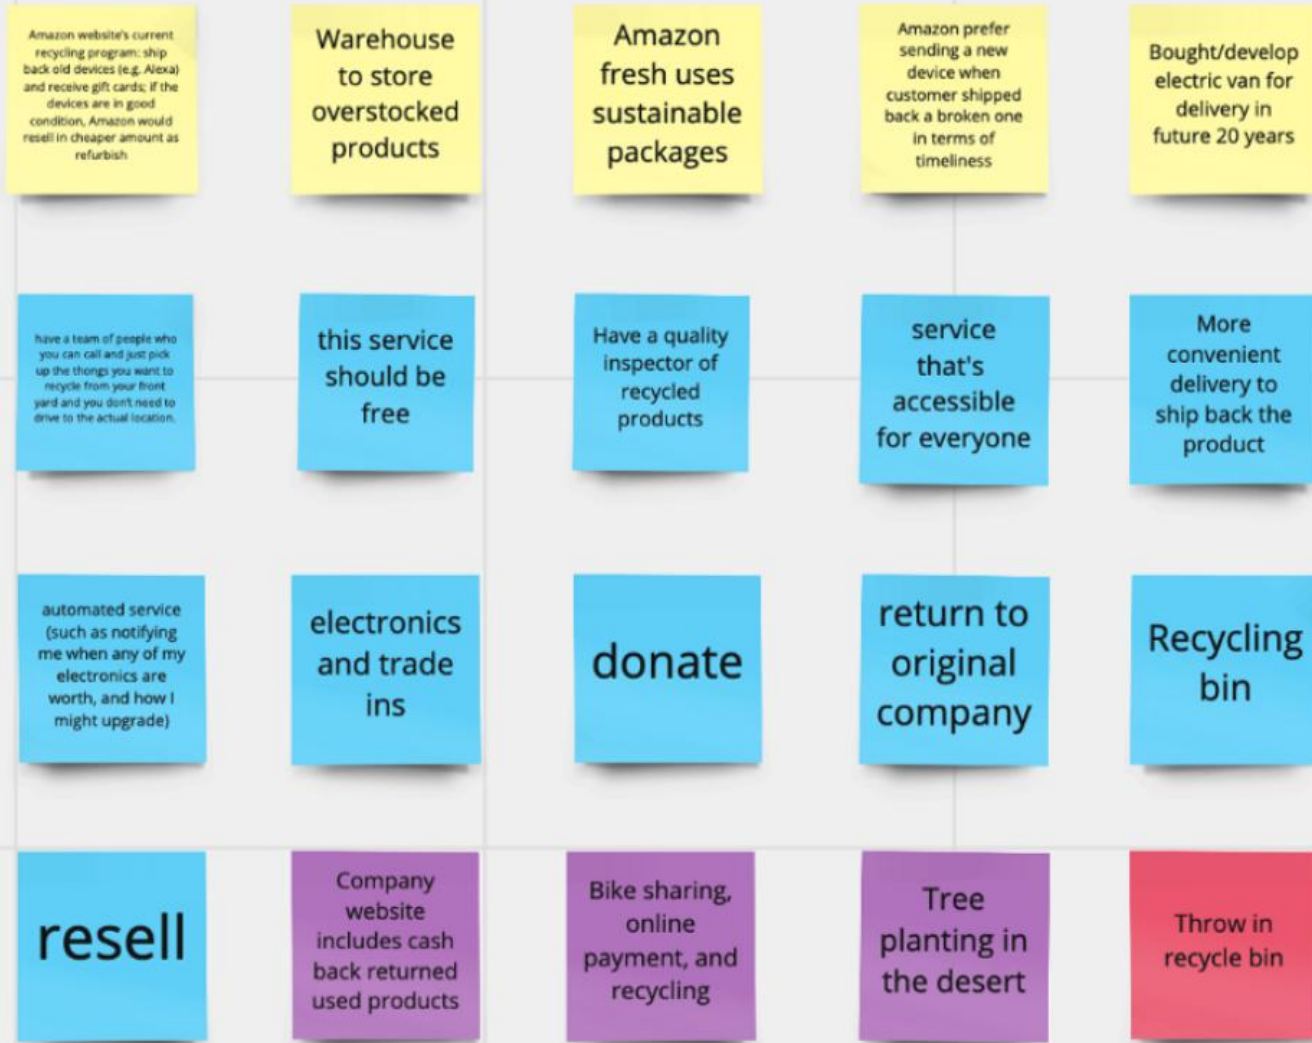 Amazon website's current
recycling program: ship
back old devices (e.g. Alexa)
and receive gift cards; if the
devices are in good
condition, Amazon would
resell in cheaper amount as
refurbish
Warehouse
to store
overstocked
products
Amazon
fresh uses
sustainable
packages
Amazon prefer
sending a new
device when
customer shipped
back a broken one
in terms of
timeliness
Bought/develop
electric van for
delivery in
future 20 years
have a team of people who
you can call and just pick
up the thongs you want to
recycle from your front
yard and you don't need to
drive to the actual location.
this service
should be
free
Have a quality
inspector of
recycled
products
service
that's
accessible
for everyone
More
convenient
delivery to
ship back the
product
automated service
(such as notifying
me when any of my
electronics are
worth, and how I
might upgrade)
electronics
and trade
ins
donate
return to
original
company
Recycling
bin
resell
Company
website
includes cash
back returned
used products
Bike sharing,
online
payment, and
recycling
Tree
planting in
the desert
Throw in
recycle bin